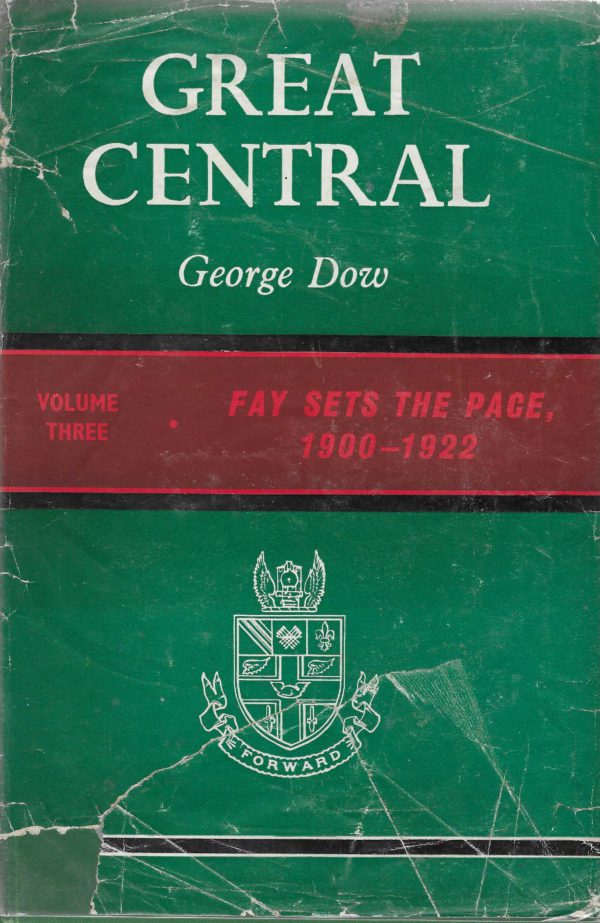 GREAT
CENTRAL
George Dow
VOLUME
THREE
•
FAY SETS THE PACE,
1900–1922
FORWARD